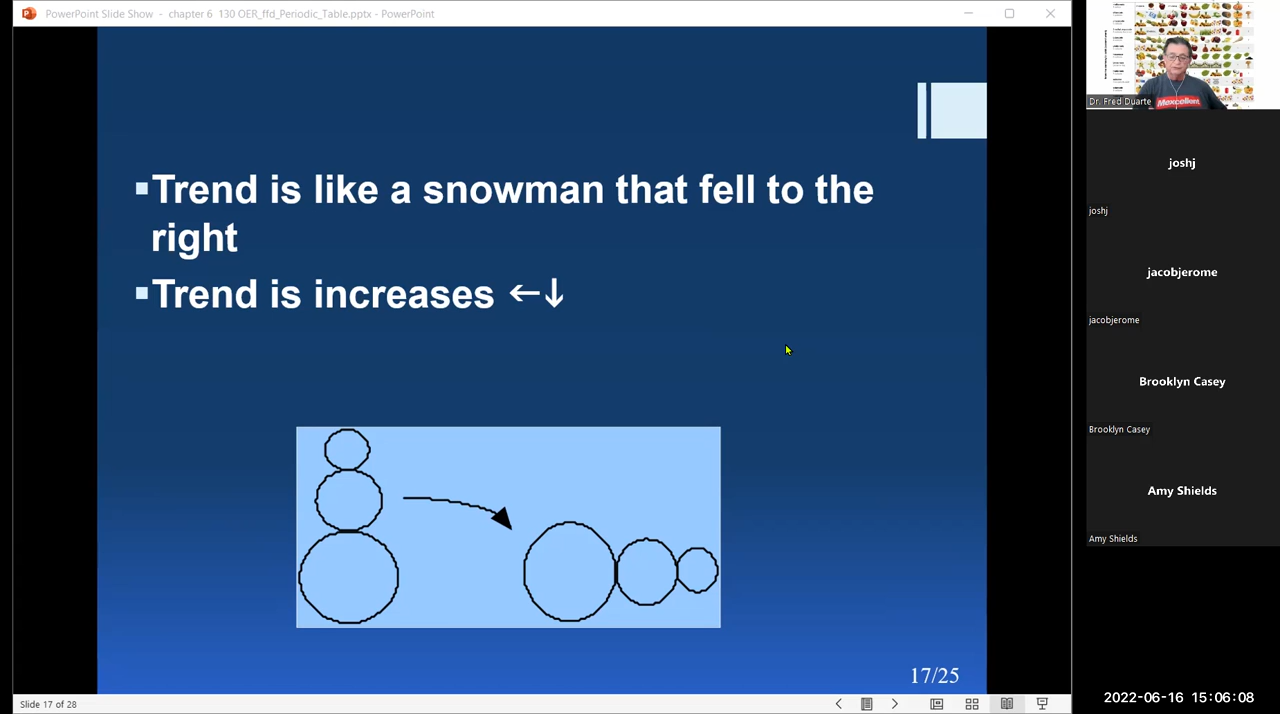 PowerPoint Slide Show - chapter 6 130 OER_ffd_Periodic_Table.pptx - PowerPoint
▪Trend is like a snowman that fell to the
right
▪Trend is increases ←↓
17/25
Slide 17 of 28
Dr. Fred Duarte
Mexcellent
joshj
joshj
jacobjerome
jacobjerome
Brooklyn Casey
Brooklyn Casey
Amy Shields
Amy Shields
2022-06-16 15:06:08